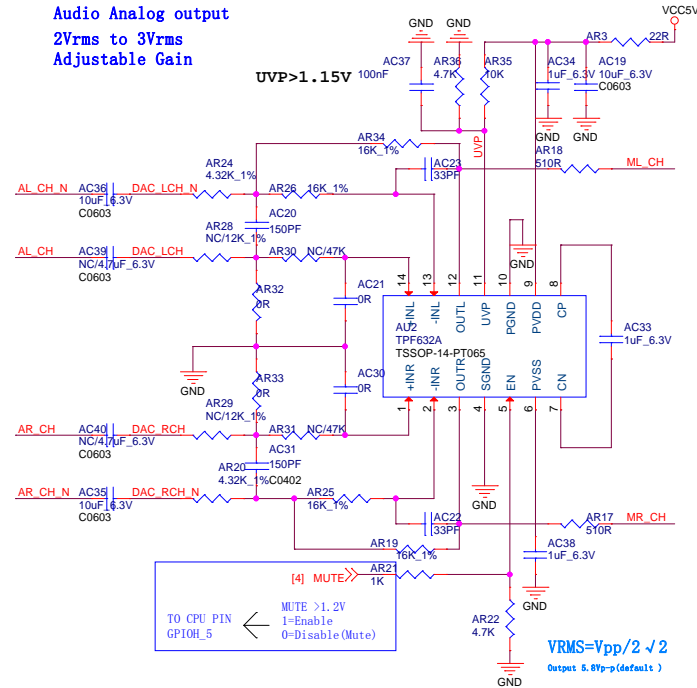 Audio Analog output
2Vrms to 3Vrms
Adjustable Gain
UVP>1.15V
GND
GND
VCC5V
AC37
100nF
AR36
4.7K
AR35
10K
AC34
1uF_6.3V
AR3
22R
AC19
10uF_6.3V
C0603
GND
GND
AR34
16K_1%
UVP
AC23
33PF
AR18
510R
ML_CH
AR24
4.32K_1%
AL_CH_N
AC36
10uF_6.3V
C0603
DAC_LCH_N
AR26
16K_1%
AC20
150PF
AR28
NC/12K_1%
AL_CH
AC39
NC/4.7uF_6.3V
C0603
DAC_LCH
AR30
NC/47K
GND
AR32
0R
AC21
0R
14
13
12
11
10
9
8
+INL
-INL
OUTL
UVP
PGND
PVDD
CP
AU2
TPF632A
TSSOP-14-PT065
AC33
1uF_6.3V
+INR
-INR
OUTR
SGND
EN
PVSS
CN
1
2
3
4
5
6
7
GND
AR33
0R
AC30
0R
AR29
NC/12K_1%
AR_CH
AC40
NC/4.7uF_6.3V
C0603
DAC_RCH
AR31
NC/47K
AC31
150PF
C0402
AR20
4.32K_1%
AR_CH_N
AC35
10uF_6.3V
C0603
DAC_RCH_N
AR25
16K_1%
GND
AC22
33PF
AR17
510R
MR_CH
AR19
16K_1%
AC38
1uF_6.3V
GND
[4] MUTE
AR21
1K
TO CPU PIN
GPIOH_5
MUTE >1.2V
1=Enable
0=Disable(Mute)
AR22
4.7K
GND
VRMS=Vpp/2√2
Output 5.8Vp-p(default )